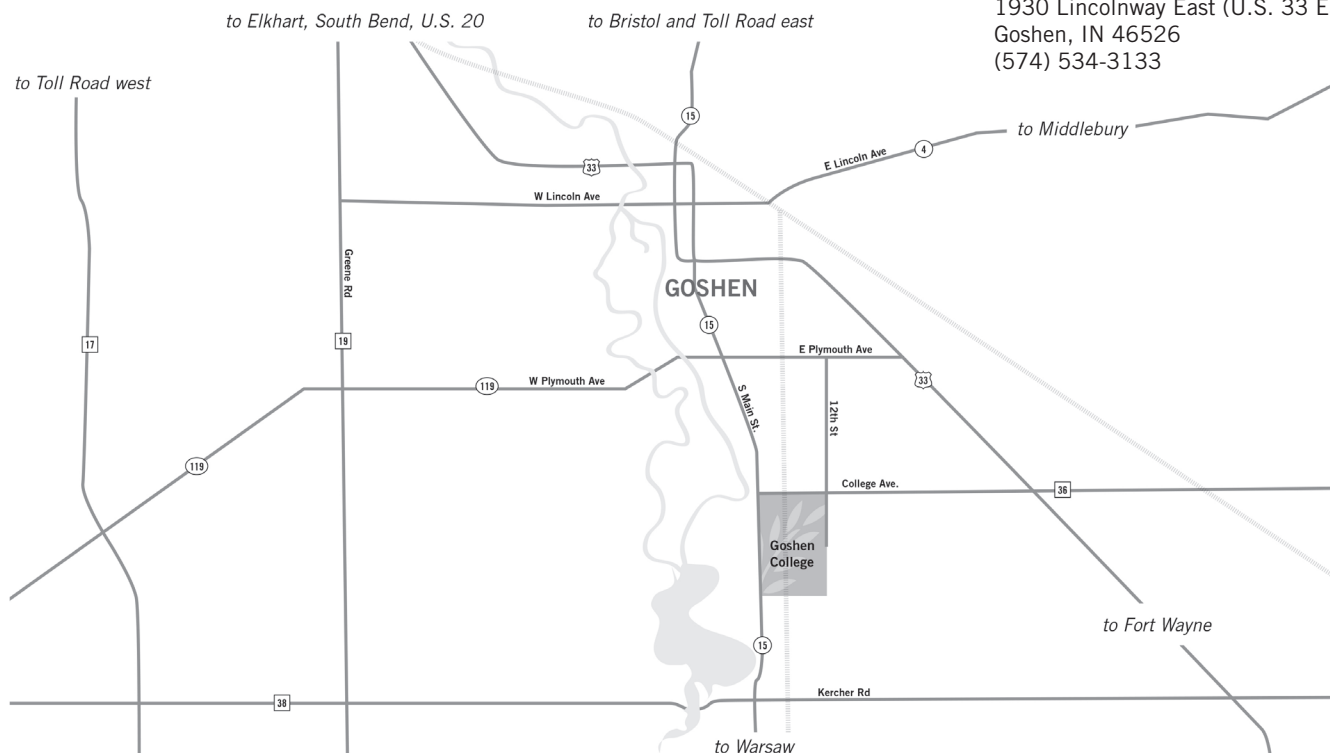 to Elkhart, South Bend, U.S. 20
to Bristol and Toll Road east
1930 Lincolnway East (U.S. 33 E
Goshen, IN 46526
(574) 534-3133
to Toll Road west
15
to Middlebury
4
E Lincoln Ave
33
W Lincoln Ave
Greene Rd
GOSHEN
15
17
19
E Plymouth Ave
33
119
W Plymouth Ave
S Main St.
12th St
119
College Ave.
36
Goshen
College
to Fort Wayne
15
38
Kercher Rd
to Warsaw